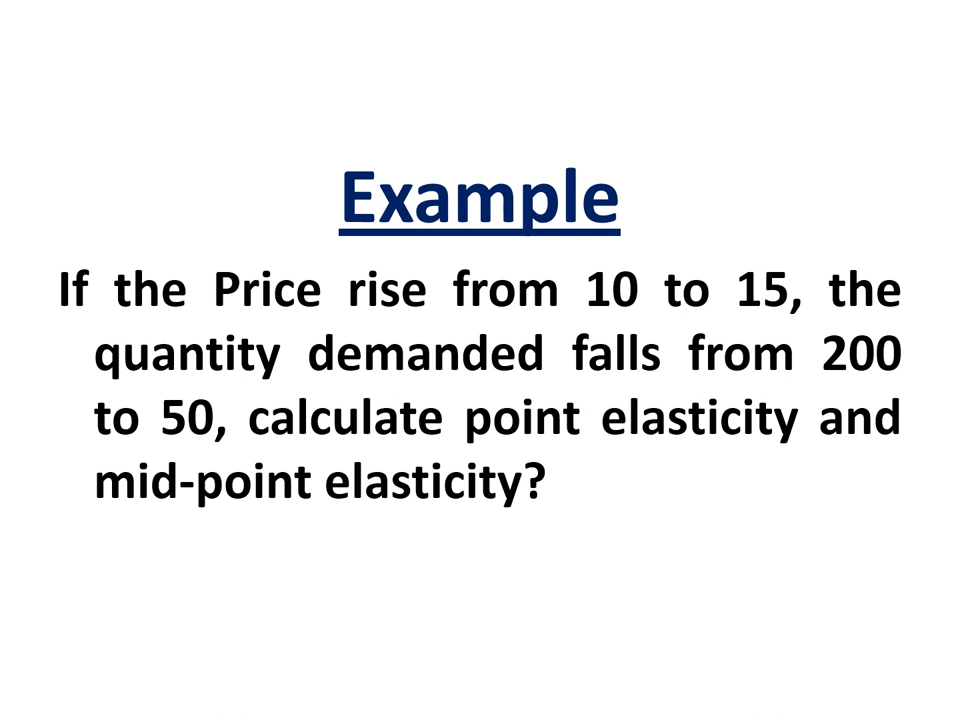 Example
If the Price rise from 10 to 15, the
quantity demanded falls from 200
to 50, calculate point elasticity and
mid-point elasticity?